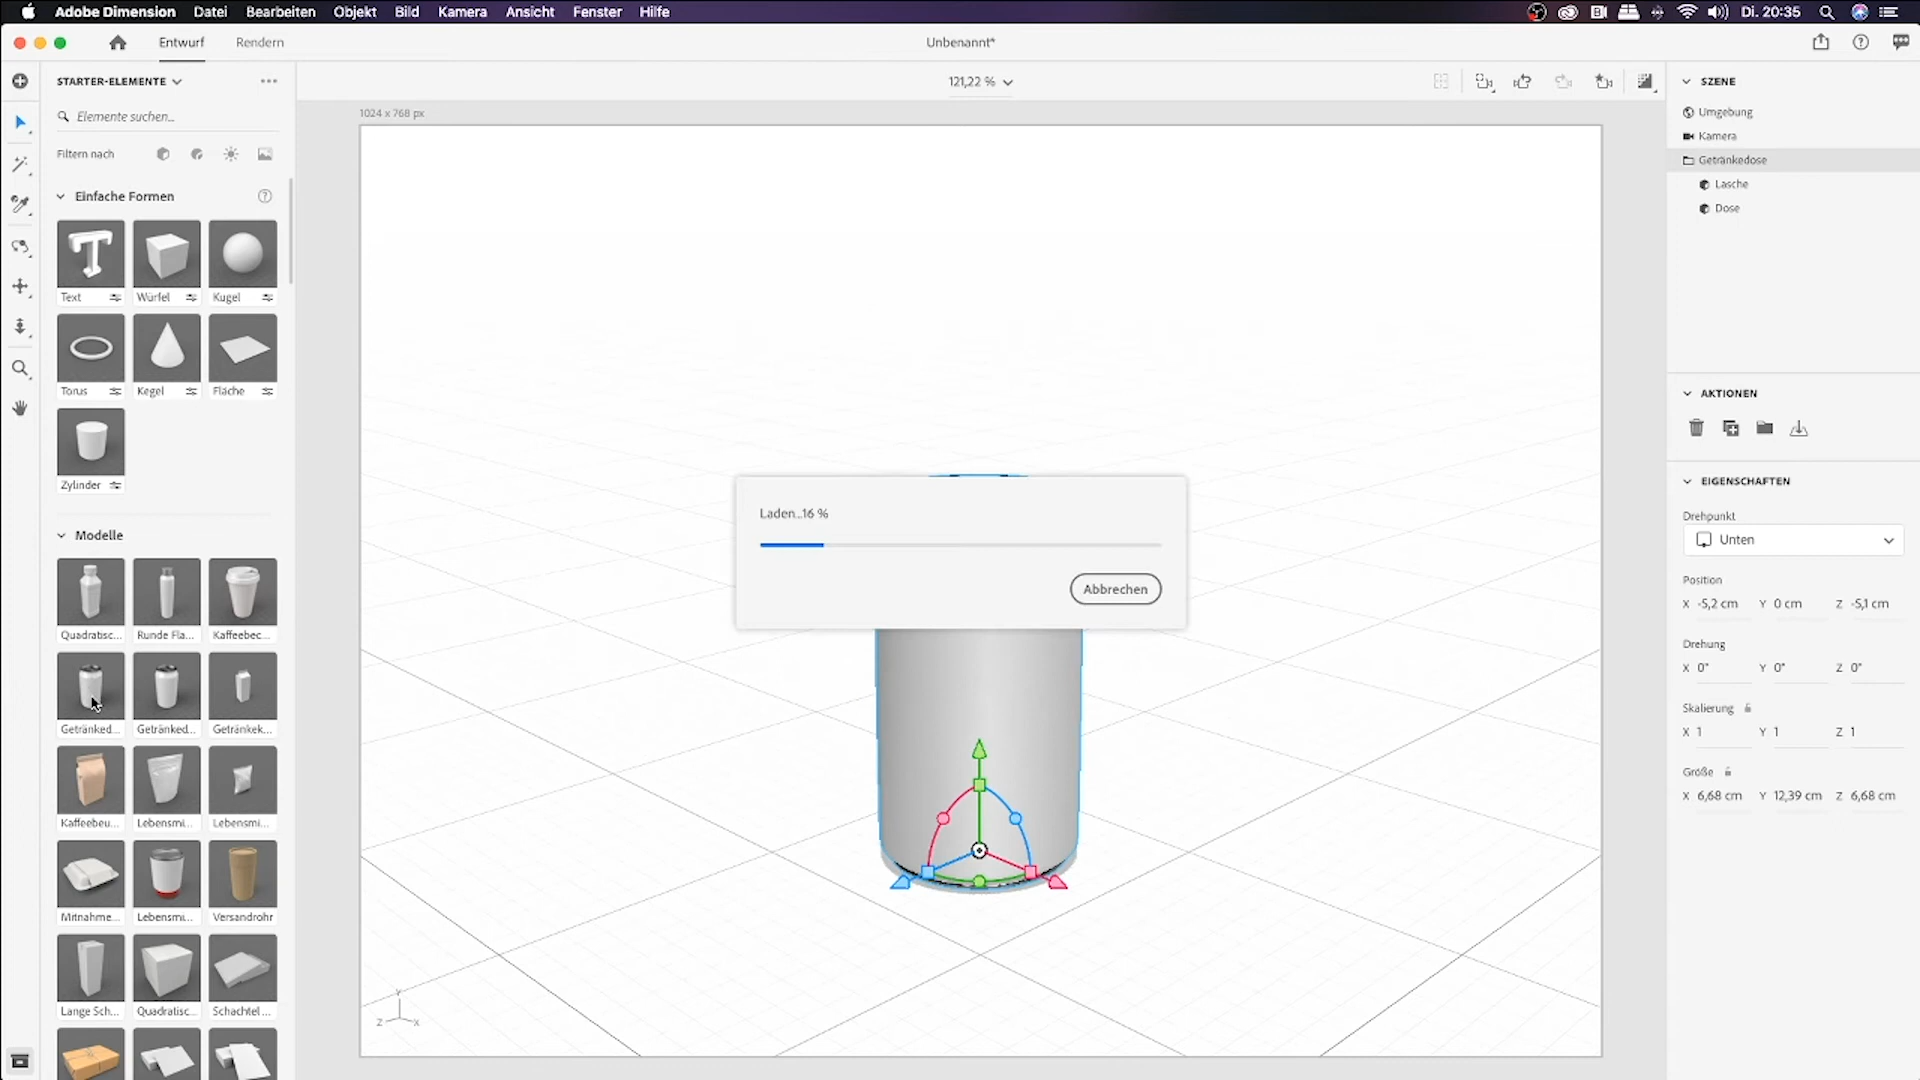 Adobe Dimension Datei Bearbeiten Objekt Bild Kamera Ansicht Fenster Hilfe Di. 20:35
Entwurf Rendern Unbenannt*
STARTER-ELEMENTE
121,22 %
Elemente suchen...
Filtern nach
1024 x 768 px
Einfache Formen
Text Würfel Kugel
Torus Kegel Fläche
Zylinder
Modelle
Quadratisc... Runde Fla... Kaffeebec...
Getränked... Getränked... Getränkek...
Kaffeebeu... Lebensmi... Lebensmi...
Mitnahme... Lebensmi... Versandrohr
Lange Sch... Quadratisc... Schachtel ...
Laden...16 %
Abbrechen
Y
Z X
SZENE
Umgebung
Kamera
Getränkedose
Lasche
Dose
AKTIONEN
EIGENSCHAFTEN
Drehpunkt
Unten
Position
X -5,2 cm Y 0 cm Z -5,1 cm
Drehung
X 0° Y 0° Z 0°
Skalierung
X 1 Y 1 Z 1
Größe
X 6,68 cm Y 12,39 cm Z 6,68 cm